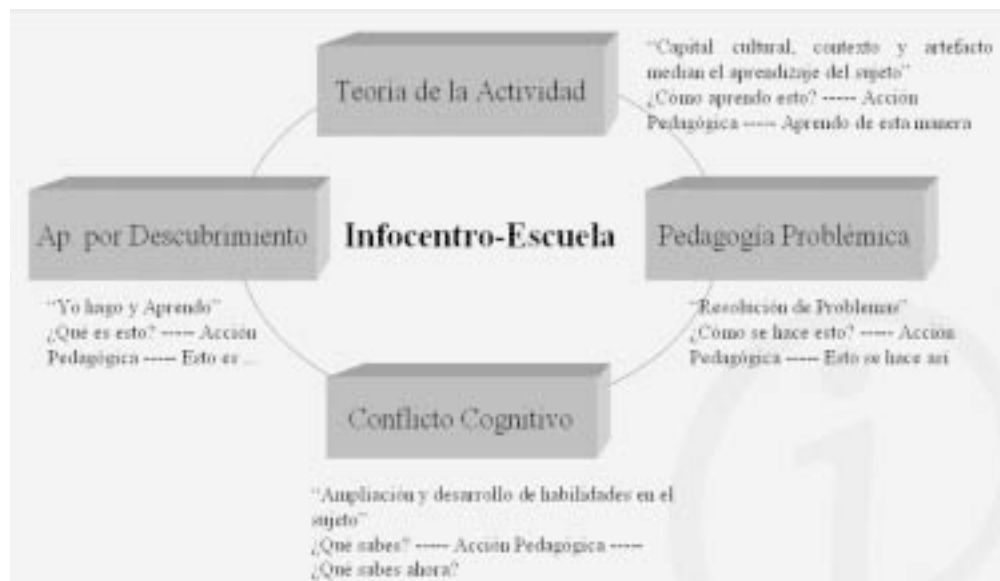 Teoría de la Actividad
"Capital cultural, contexto y artefacto
median el aprendizaje del sujeto"
¿Cómo aprendo esto? ----- Acción
Pedagógica ----- Aprendo de esta manera
Ap por Descubrimiento
Infocentro-Escuela
Pedagogía Problémica
"Yo hago y Aprendo"
¿Qué es esto? ----- Acción
Pedagógica ----- Esto es ...
"Resolución de Problemas"
¿Cómo se hace esto? ----- Acción
Pedagógica ----- Esto se hace así
Conflicto Cognitivo
"Ampliación y desarrollo de habilidades en el
sujeto"
¿Qué sabes? ----- Acción Pedagógica -----
¿Qué sabes ahora?